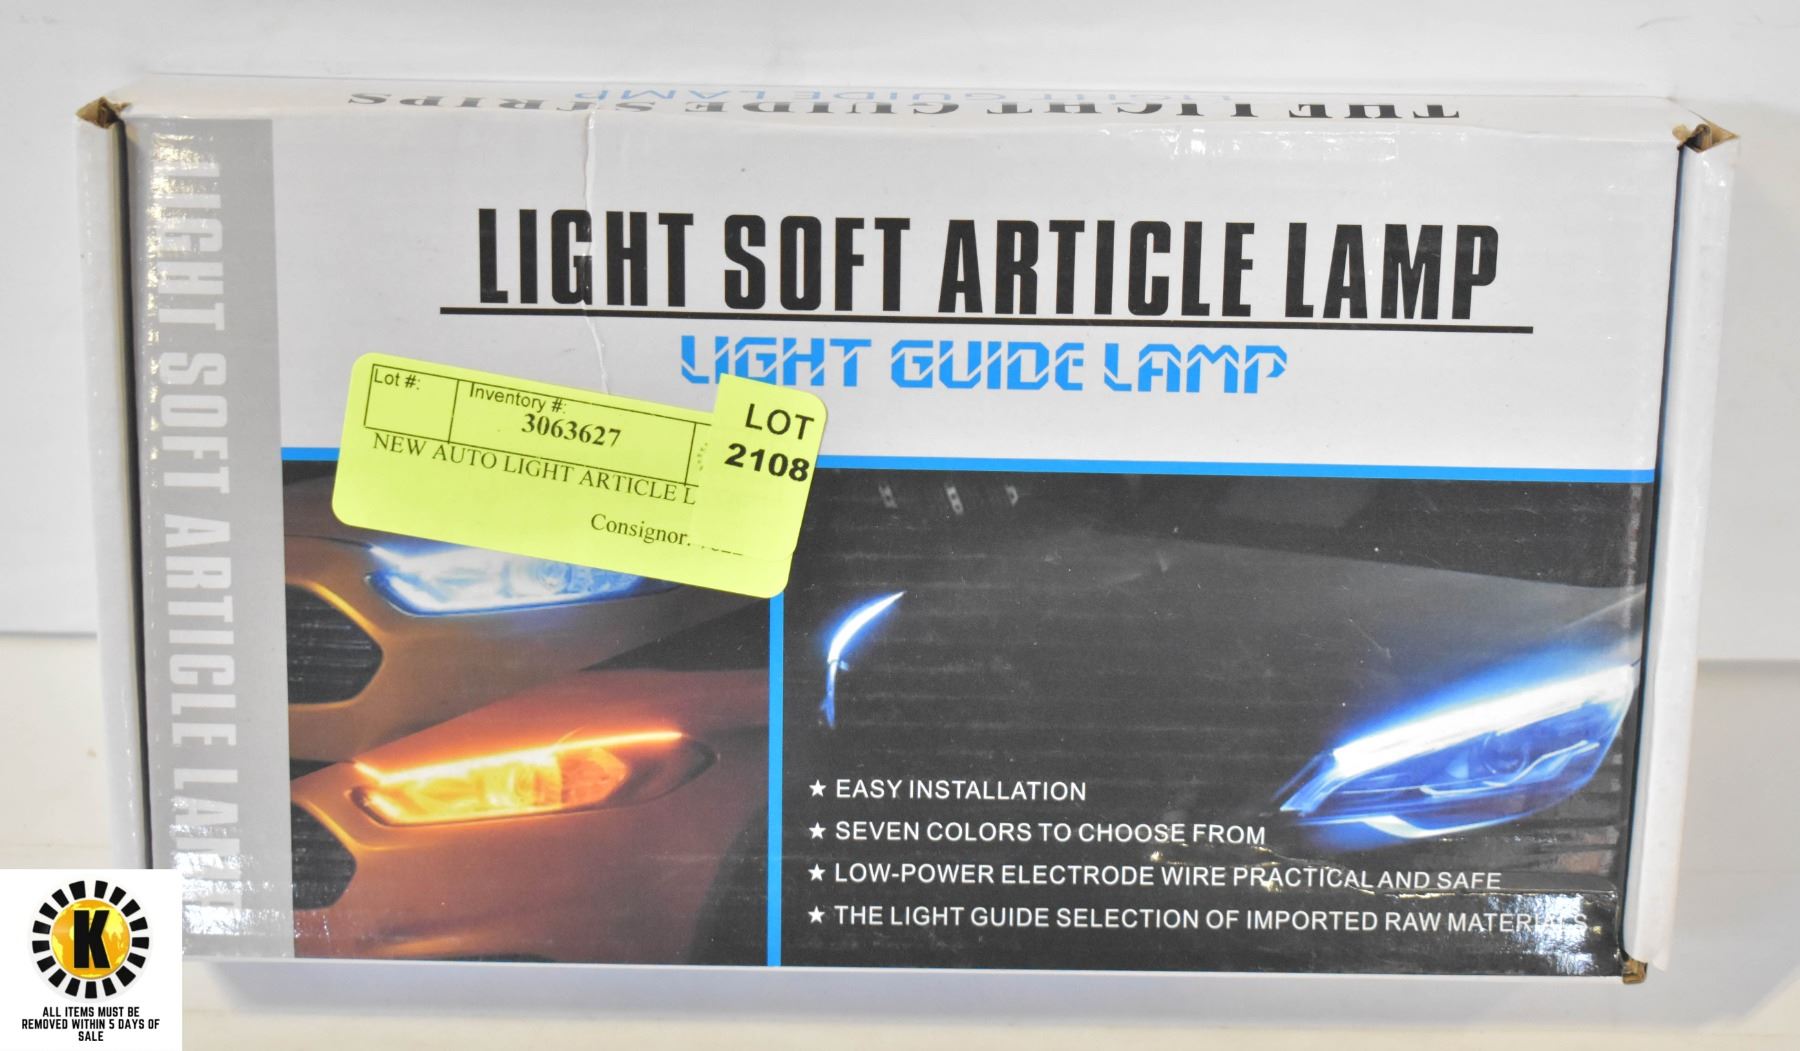 THE LIGHT GUIDE STRIPS
LIGHT GUIDE LAMP
LIGHT SOFT ARTICLE LAMP
LIGHT SOFT ARTICLE LAMP
LIGHT GUIDE LAMP
Lot #:
Inventory #:
3063627
NEW AUTO LIGHT ARTICLE L
Consignor.
LOT
2108
★ EASY INSTALLATION
★ SEVEN COLORS TO CHOOSE FROM
★ LOW-POWER ELECTRODE WIRE PRACTICAL AND SAFE
★ THE LIGHT GUIDE SELECTION OF IMPORTED RAW MATERIALS
K
ALL ITEMS MUST BE
REMOVED WITHIN 5 DAYS OF
SALE